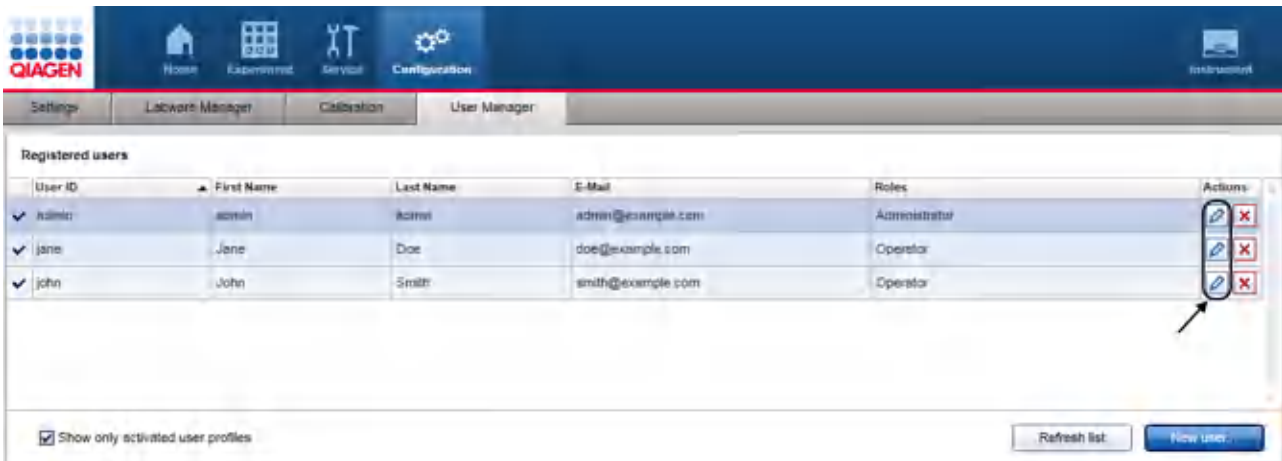 QIAGEN
Home Experiment Service Configuration Instrument
Settings Labware Manager Calibration User Manager
Registered users
User ID First Name Last Name E-Mail Roles Actions
admin admin Admin admin@example.com Administrator
jane Jane Doe doe@example.com Operator
john John Smith smith@example.com Operator
Show only activated user profiles Refresh list New user...